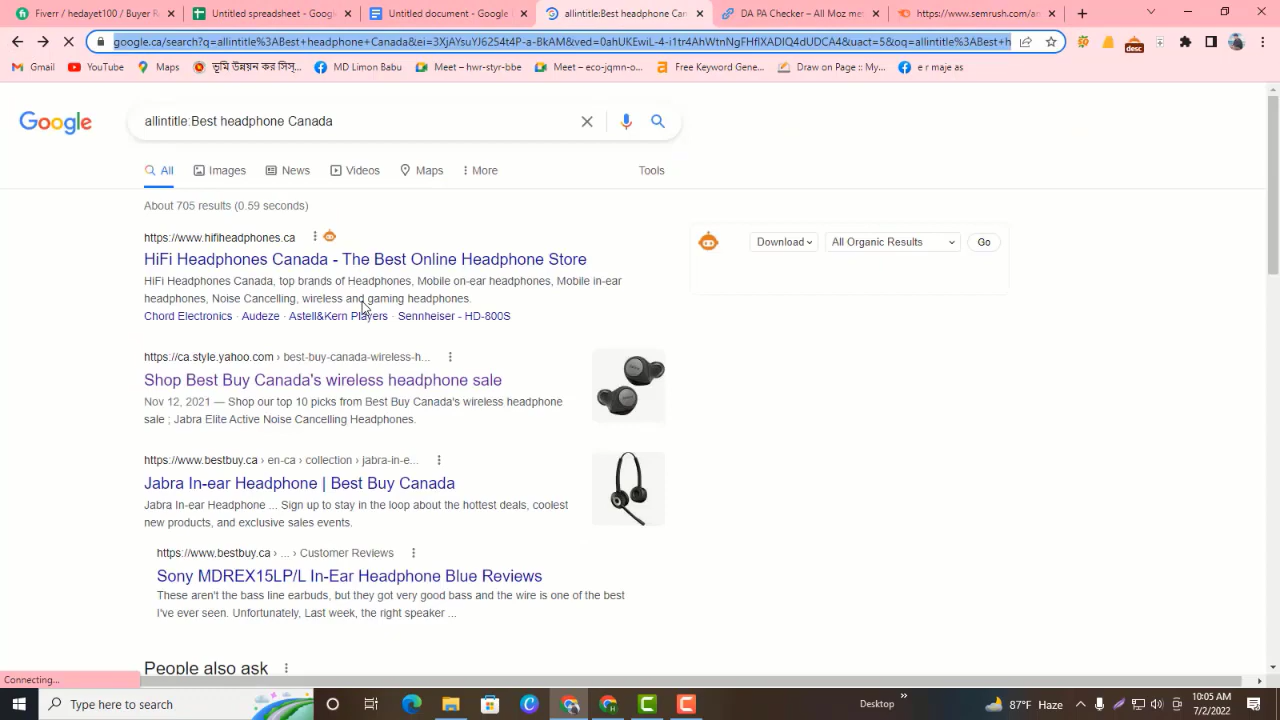 Fiverr / hedayet100 / Buyer R
Untitled spreadsheet - Goog
Untitled document - Google
allintitle:Best headphone Can
DA PA Checker – All Moz me
https://www.semrush.com/an
google.ca/search?q=allintitle%3ABest+headphone+Canada&ei=3XjAYsuYJ6254t4P-a-BkAM&ved=0ahUKEwiL-4-i1tr4AhWtnNgFHflXADIQ4dUDCA4&uact=5&oq=allintitle%3ABest+h
desc
Gmail
YouTube
Maps
ভূমি উন্নয়ন কর সিস্...
MD Limon Babu
Meet – hwr-stყr-bbe
Meet – eco-jqmn-o...
Free Keyword Gene...
Draw on Page :: My...
e r maje as
Google
allintitle:Best headphone Canada
All
Images
News
Videos
Maps
More
Tools
About 705 results (0.59 seconds)
https://www.hifiheadphones.ca
HiFi Headphones Canada - The Best Online Headphone Store
HiFi Headphones Canada, top brands of Headphones, Mobile on-ear headphones, Mobile in-ear
headphones, Noise Cancelling, wireless and gaming headphones.
Chord Electronics · Audeze · Astell&Kern Players · Sennheiser - HD-800S
Download
All Organic Results
Go
https://ca.style.yahoo.com › best-buy-canada-wireless-h...
Shop Best Buy Canada's wireless headphone sale
Nov 12, 2021 — Shop our top 10 picks from Best Buy Canada's wireless headphone
sale ; Jabra Elite Active Noise Cancelling Headphones.
https://www.bestbuy.ca › en-ca › collection › jabra-in-e...
Jabra In-ear Headphone | Best Buy Canada
Jabra In-ear Headphone ... Sign up to stay in the loop about the hottest deals, coolest
new products, and exclusive sales events.
https://www.bestbuy.ca › ... › Customer Reviews
Sony MDREX15LP/L In-Ear Headphone Blue Reviews
These aren't the bass line earbuds, but they got very good bass and the wire is one of the best
I've ever seen. Unfortunately, Last week, the right speaker ...
People also ask
Connecting...
Type here to search
Desktop
87°F Haze
10:05 AM
7/2/2022